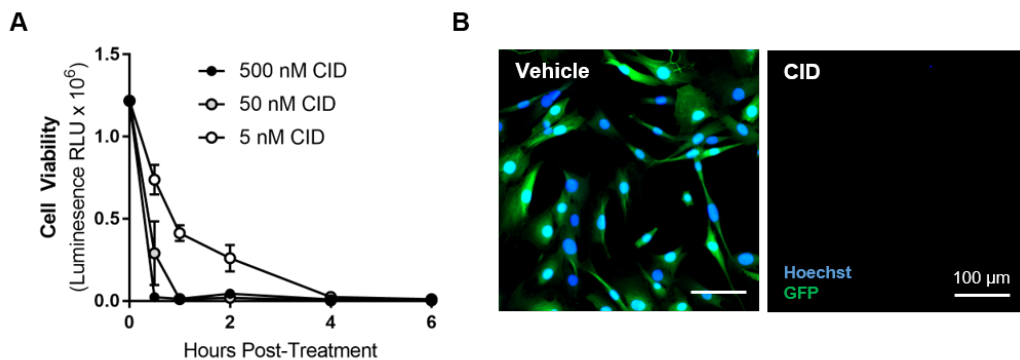 A
1.5
1.0
0.5
0.0
0
2
4
6
Cell Viability
(Luminesence RLU x 10⁶)
Hours Post-Treatment
500 nM CID
50 nM CID
5 nM CID
B
Vehicle
CID
Hoechst
GFP
100 µm